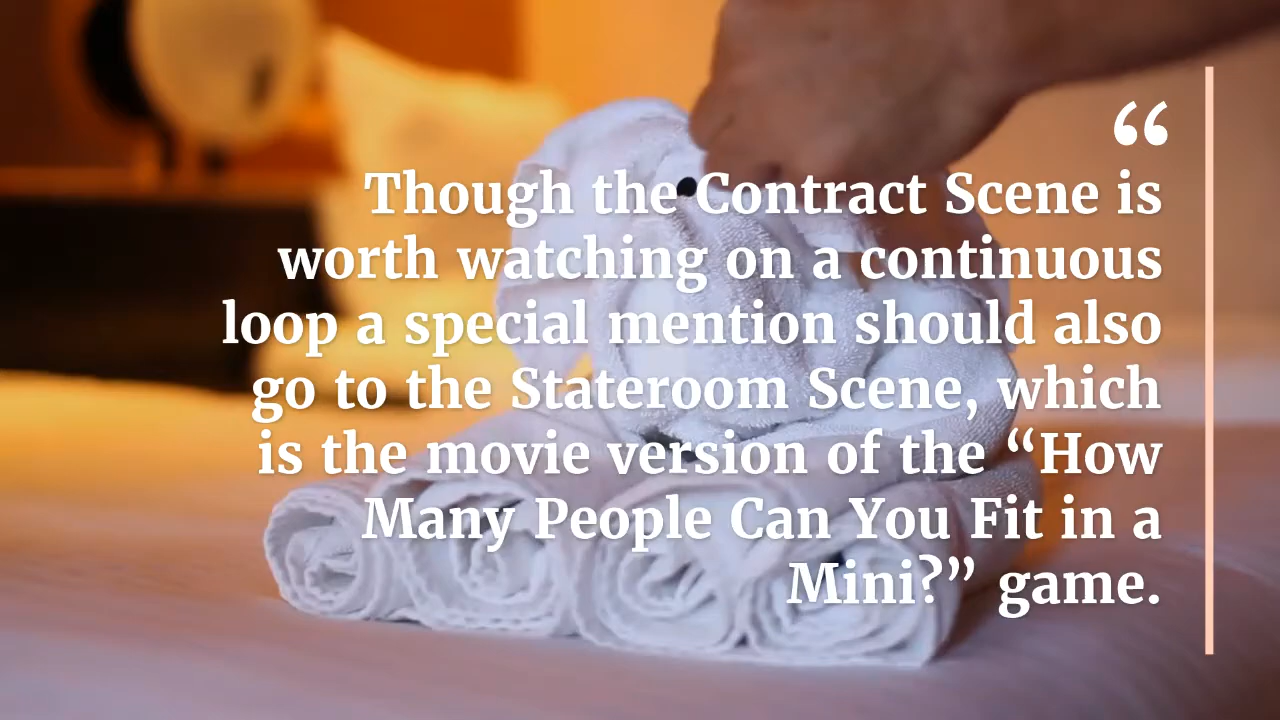 “
Though the Contract Scene is
worth watching on a continuous
loop a special mention should also
go to the Stateroom Scene, which
is the movie version of the “How
Many People Can You Fit in a
Mini?” game.